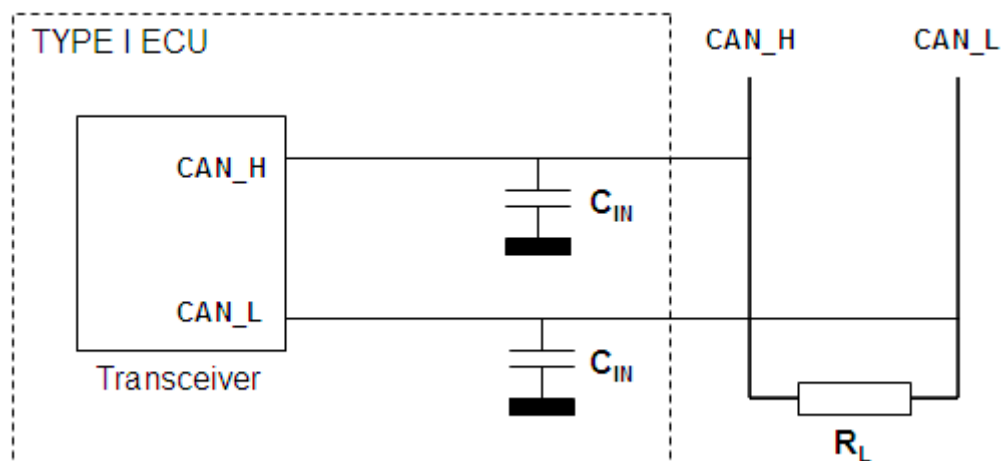 TYPE I ECU
CAN_H CAN_L
CAN_H
C_IN
CAN_L
C_IN
Transceiver
R_L